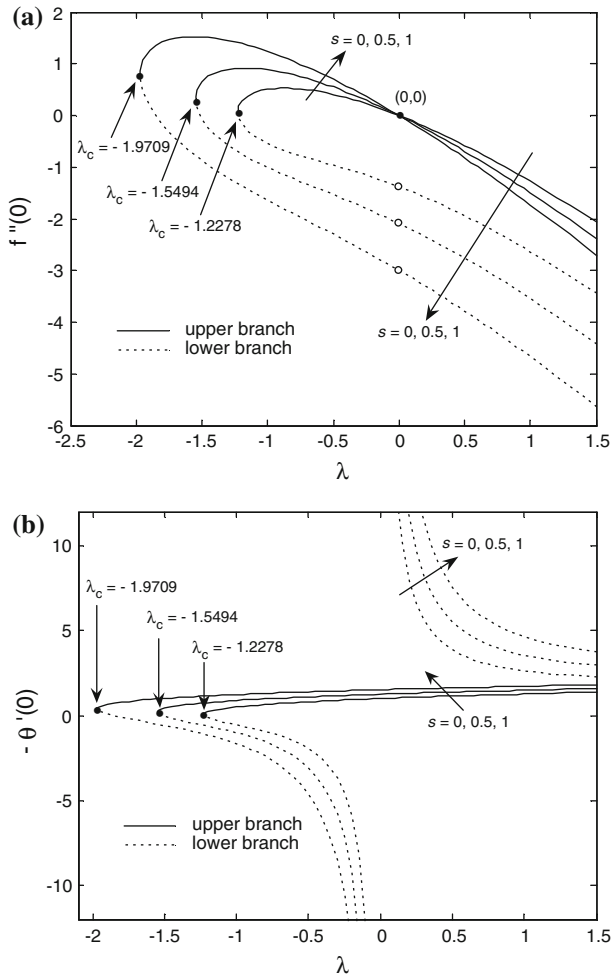 (a)
2
1
0
-1
-2
-3
-4
-5
-6
f "(0)
s = 0, 0.5, 1
(0,0)
λc = - 1.9709
λc = - 1.5494
λc = - 1.2278
s = 0, 0.5, 1
upper branch
lower branch
-2.5 -2 -1.5 -1 -0.5 0 0.5 1 1.5
λ
(b)
10
5
0
-5
-10
- θ '(0)
s = 0, 0.5, 1
λc = - 1.9709
λc = - 1.5494
λc = - 1.2278
s = 0, 0.5, 1
upper branch
lower branch
-2 -1.5 -1 -0.5 0 0.5 1 1.5
λ